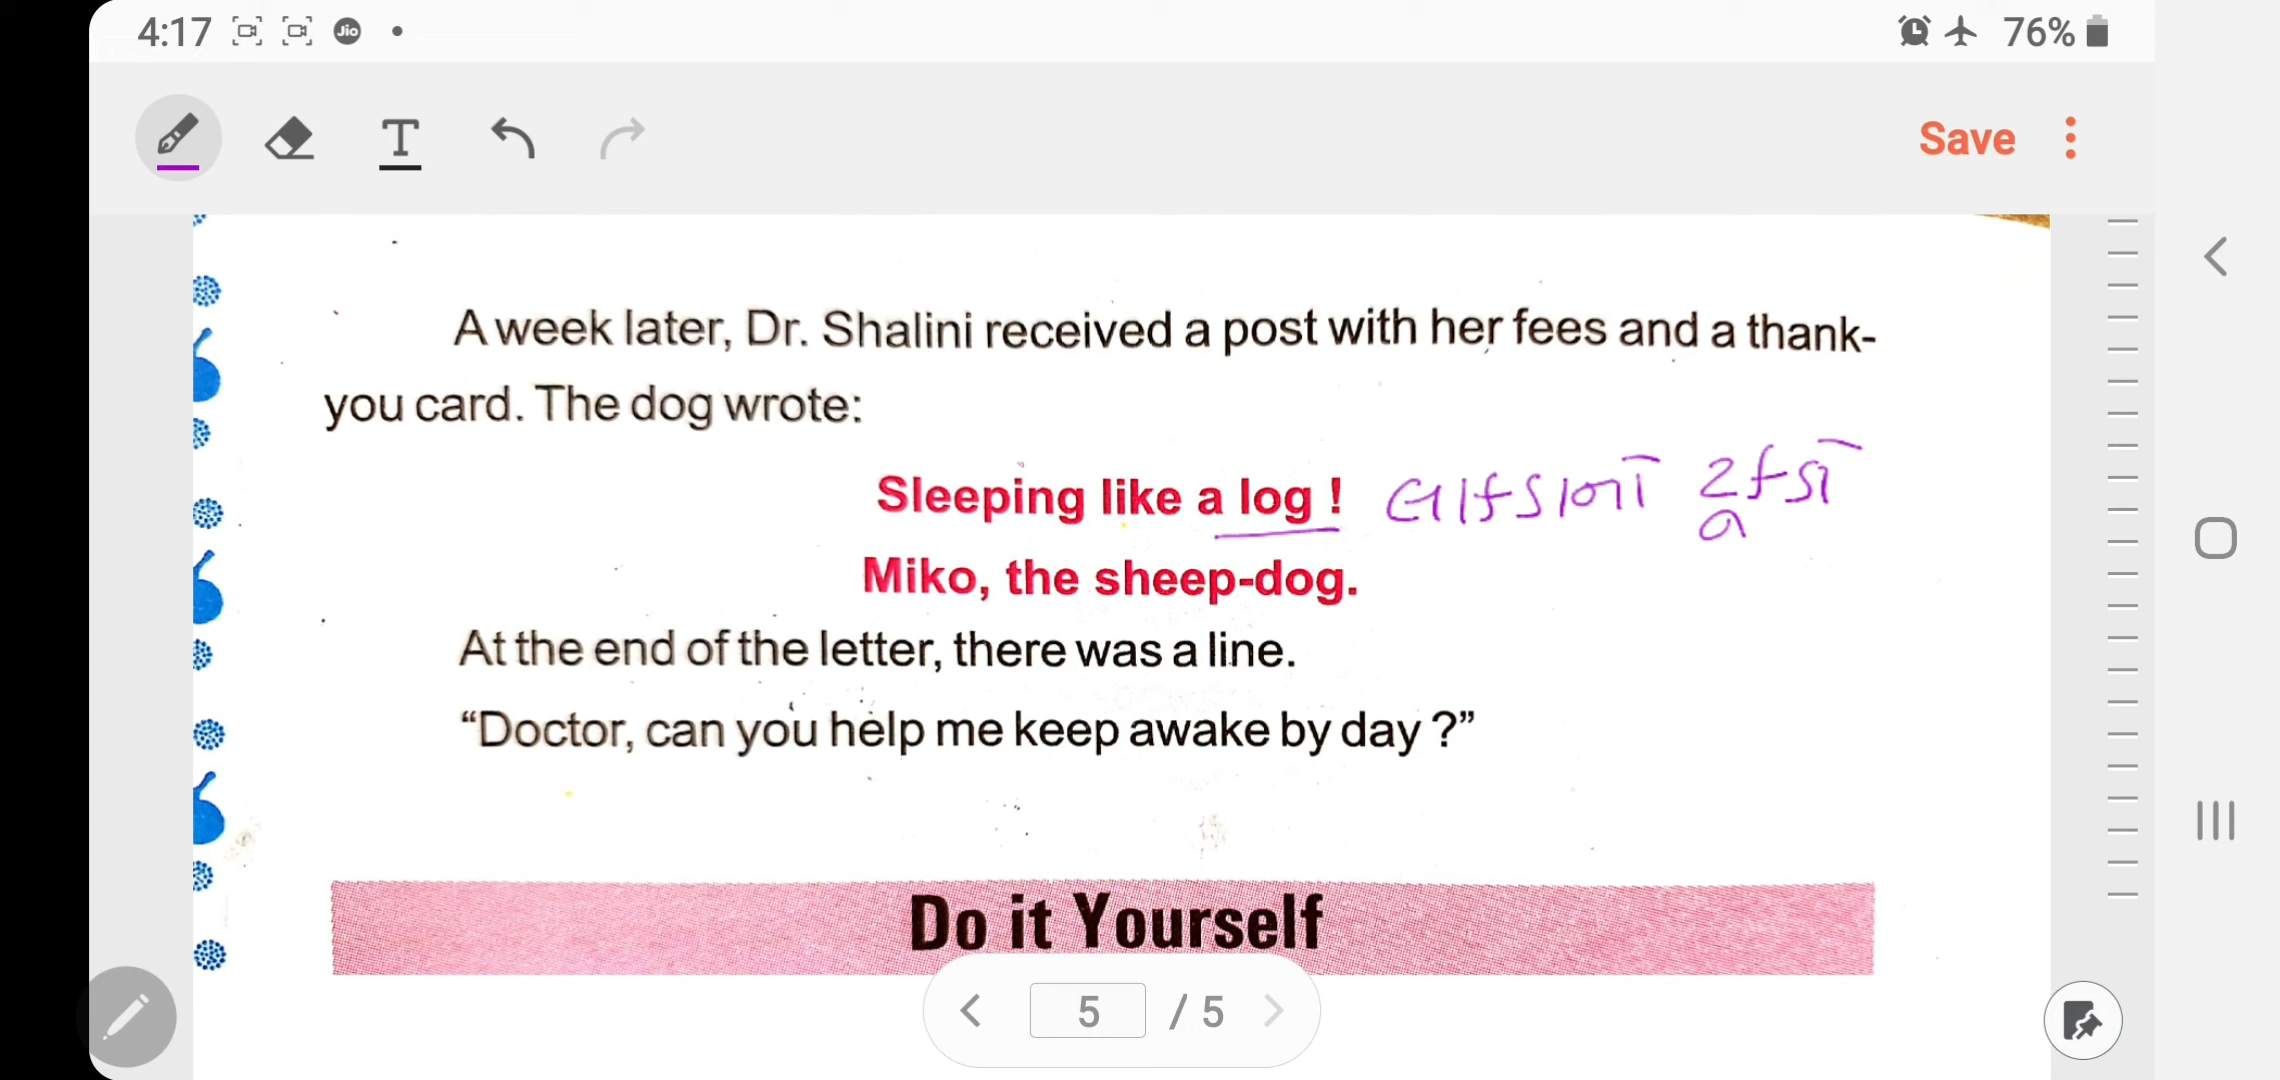 4:17
Jio
76%
T
Save
A week later, Dr. Shalini received a post with her fees and a thank-
you card. The dog wrote:
Sleeping like a log !
Miko, the sheep-dog.
At the end of the letter, there was a line.
“Doctor, can you help me keep awake by day ?”
Do it Yourself
5 / 5